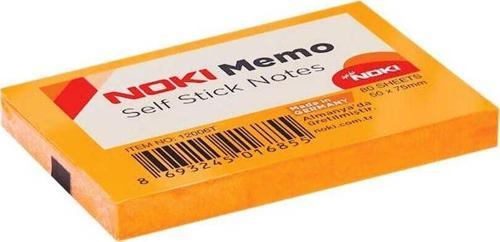 NOKI Memo
Self Stick Notes
NOKI
80 SHEETS
50 x 75mm
Made in
GERMANY
Almanya'da
üretilmiştir.
noki.com.tr
ITEM NO: 12006T
8 693245 016855